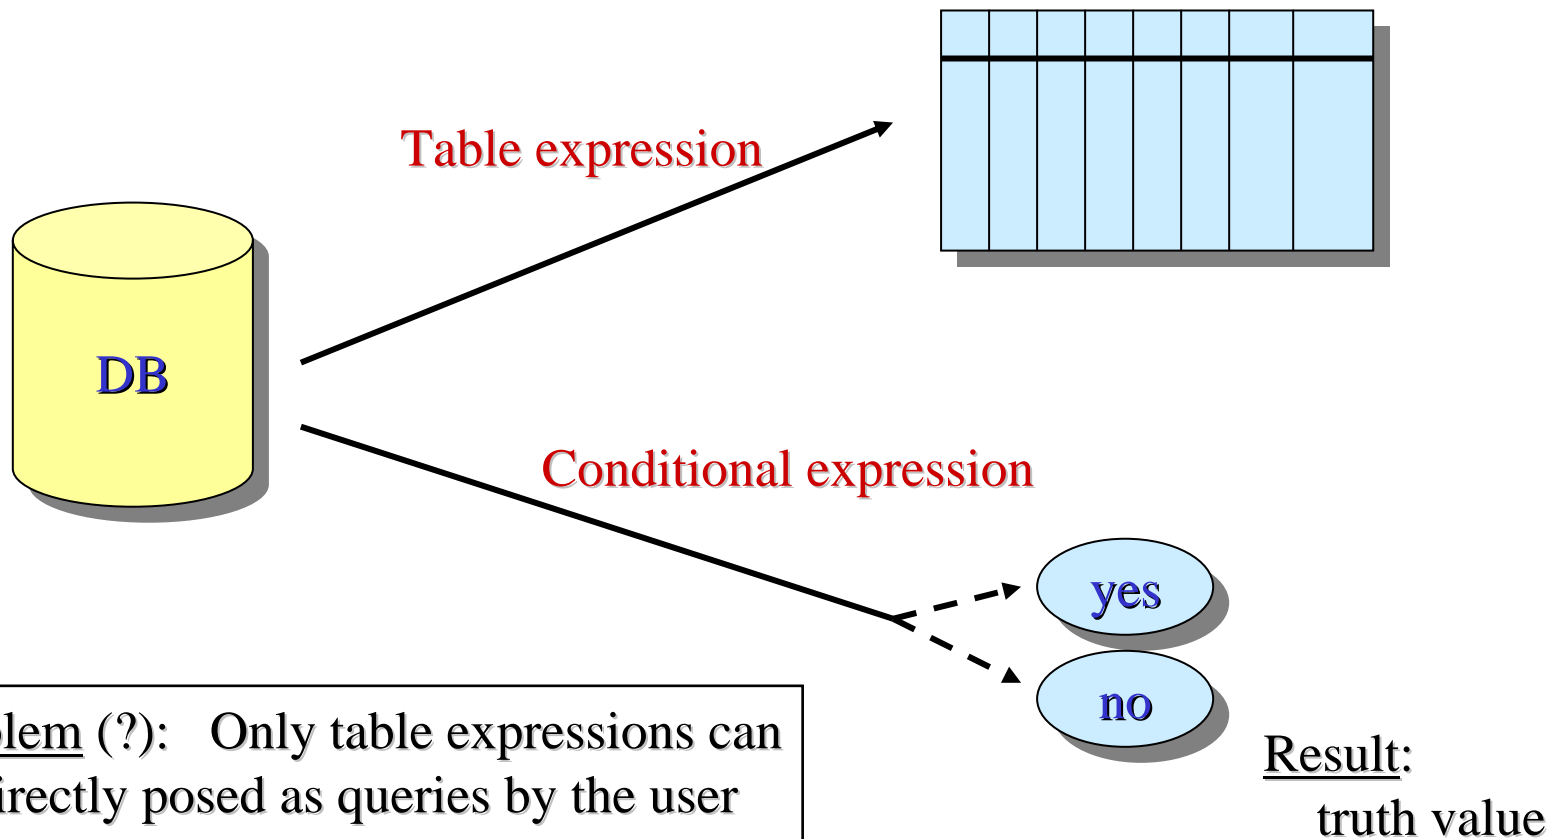 Table expression
DB
Conditional expression
yes
no
(?): Only table expressions can
posed as queries by the user
Result:
truth value